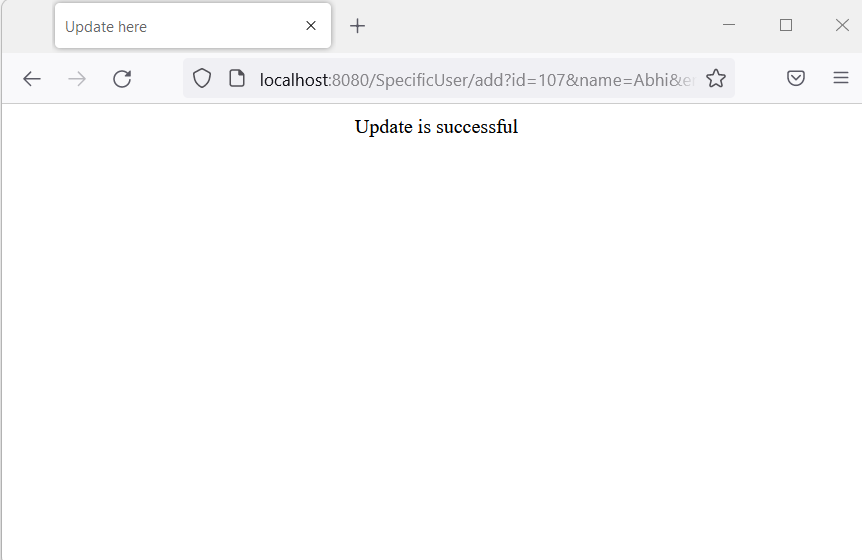 Update here
localhost:8080/SpecificUser/add?id=107&name=Abhi&
Update is successful